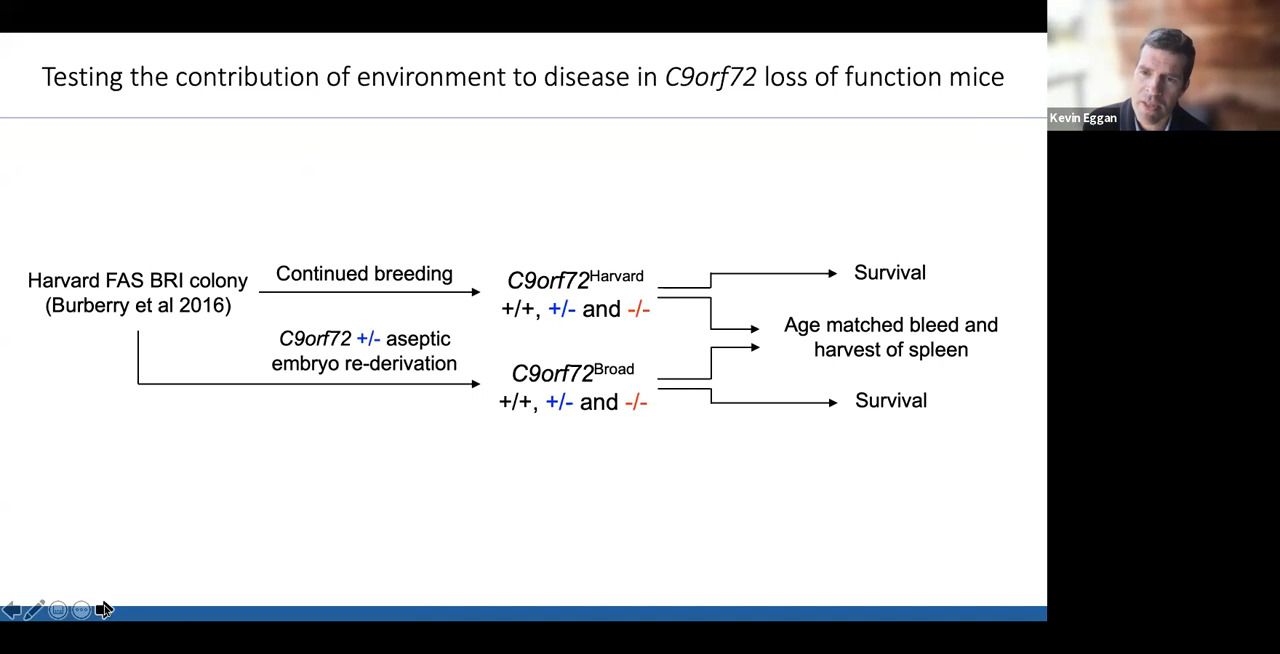 Testing the contribution of environment to disease in C9orf72 loss of function mice
Kevin Eggan
Harvard FAS BRI colony
(Burberry et al 2016)
Continued breeding
C9orf72 +/- aseptic
embryo re-derivation
C9orf72Harvard
+/+, +/- and -/-
C9orf72Broad
+/+, +/- and -/-
Survival
Age matched bleed and
harvest of spleen
Survival